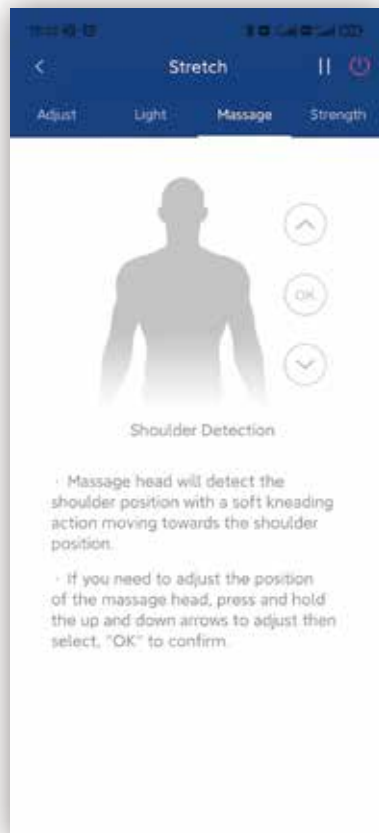 Stretch
Adjust Light Massage Strength
OK
Shoulder Detection
· Massage head will detect the
shoulder position with a soft kneading
action moving towards the shoulder
position.
· If you need to adjust the position
of the massage head, press and hold
the up and down arrows to adjust then
select, "OK" to confirm.